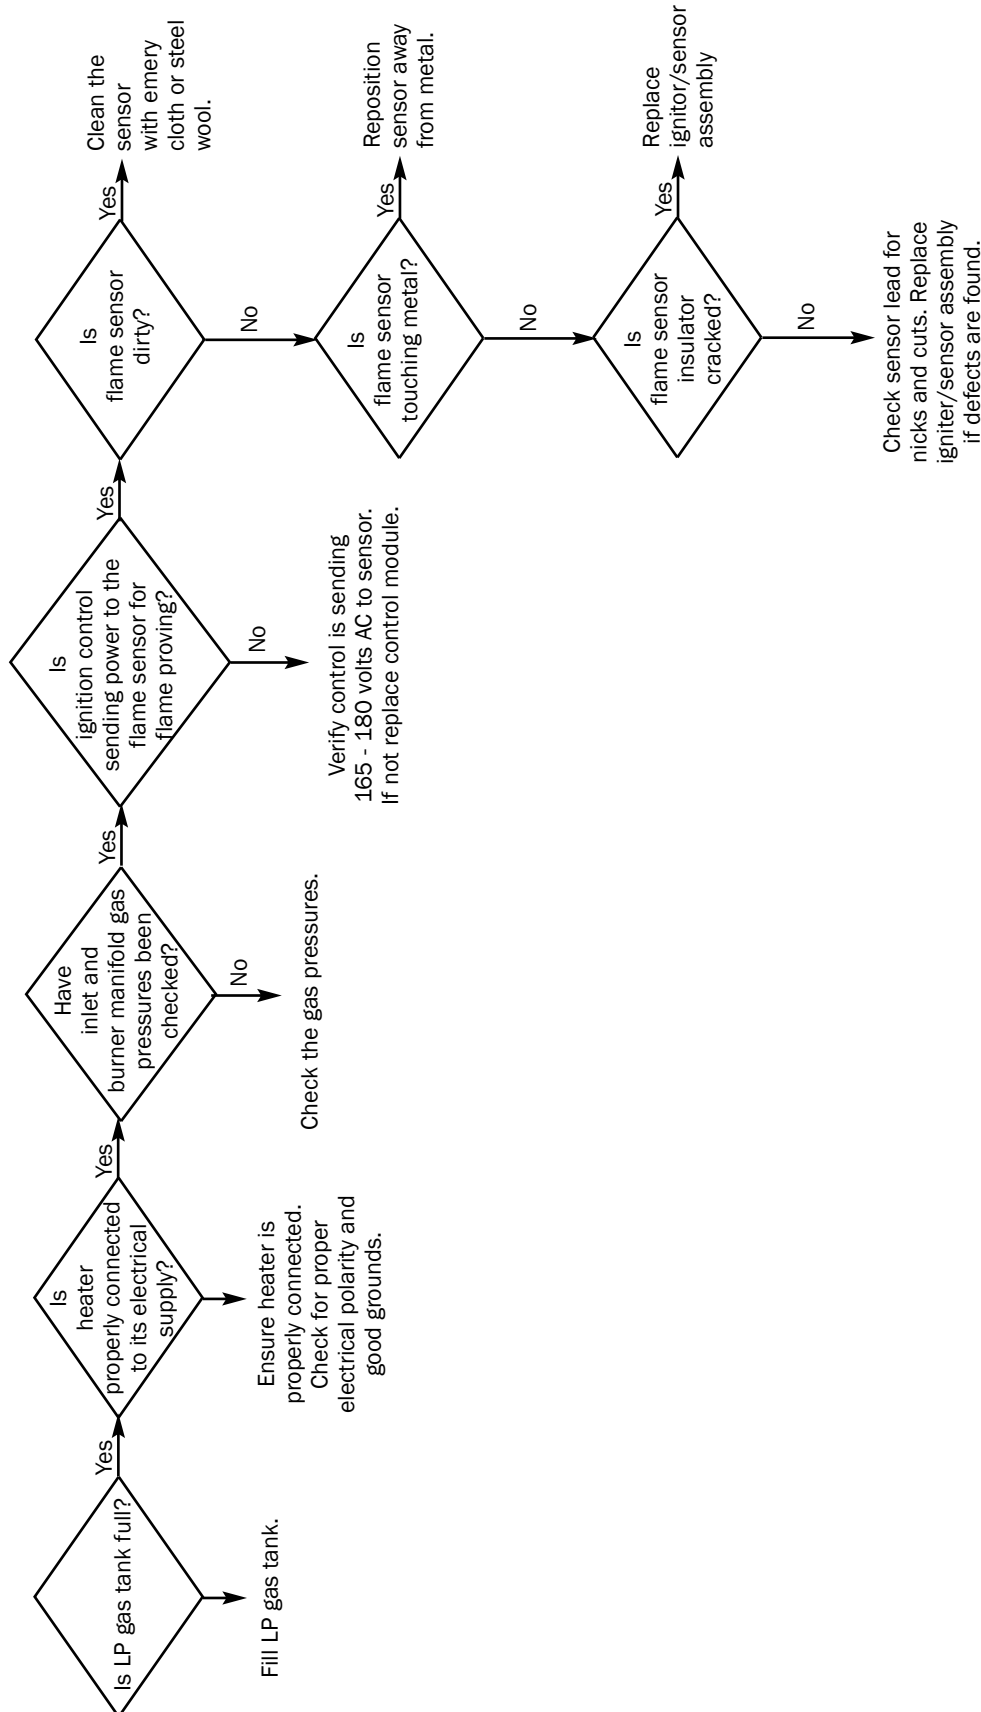 Is LP gas tank full?
Yes
Fill LP gas tank.
Is
heater
properly connected
to its electrical
supply?
Yes
Ensure heater is
properly connected.
Check for proper
electrical polarity and
good grounds.
Have
inlet and
burner manifold gas
pressures been
checked?
Yes
No
Check the gas pressures.
Is
ignition control
sending power to the
flame sensor for
flame proving?
Yes
No
Verify control is sending
165 - 180 volts AC to sensor.
If not replace control module.
Is
flame sensor
dirty?
Yes
Clean the
sensor
with emery
cloth or steel
wool.
No
Is
flame sensor
touching metal?
Yes
Reposition
sensor away
from metal.
No
Is
flame sensor
insulator
cracked?
Yes
Replace
ignitor/sensor
assembly
No
Check sensor lead for
nicks and cuts. Replace
igniter/sensor assembly
if defects are found.